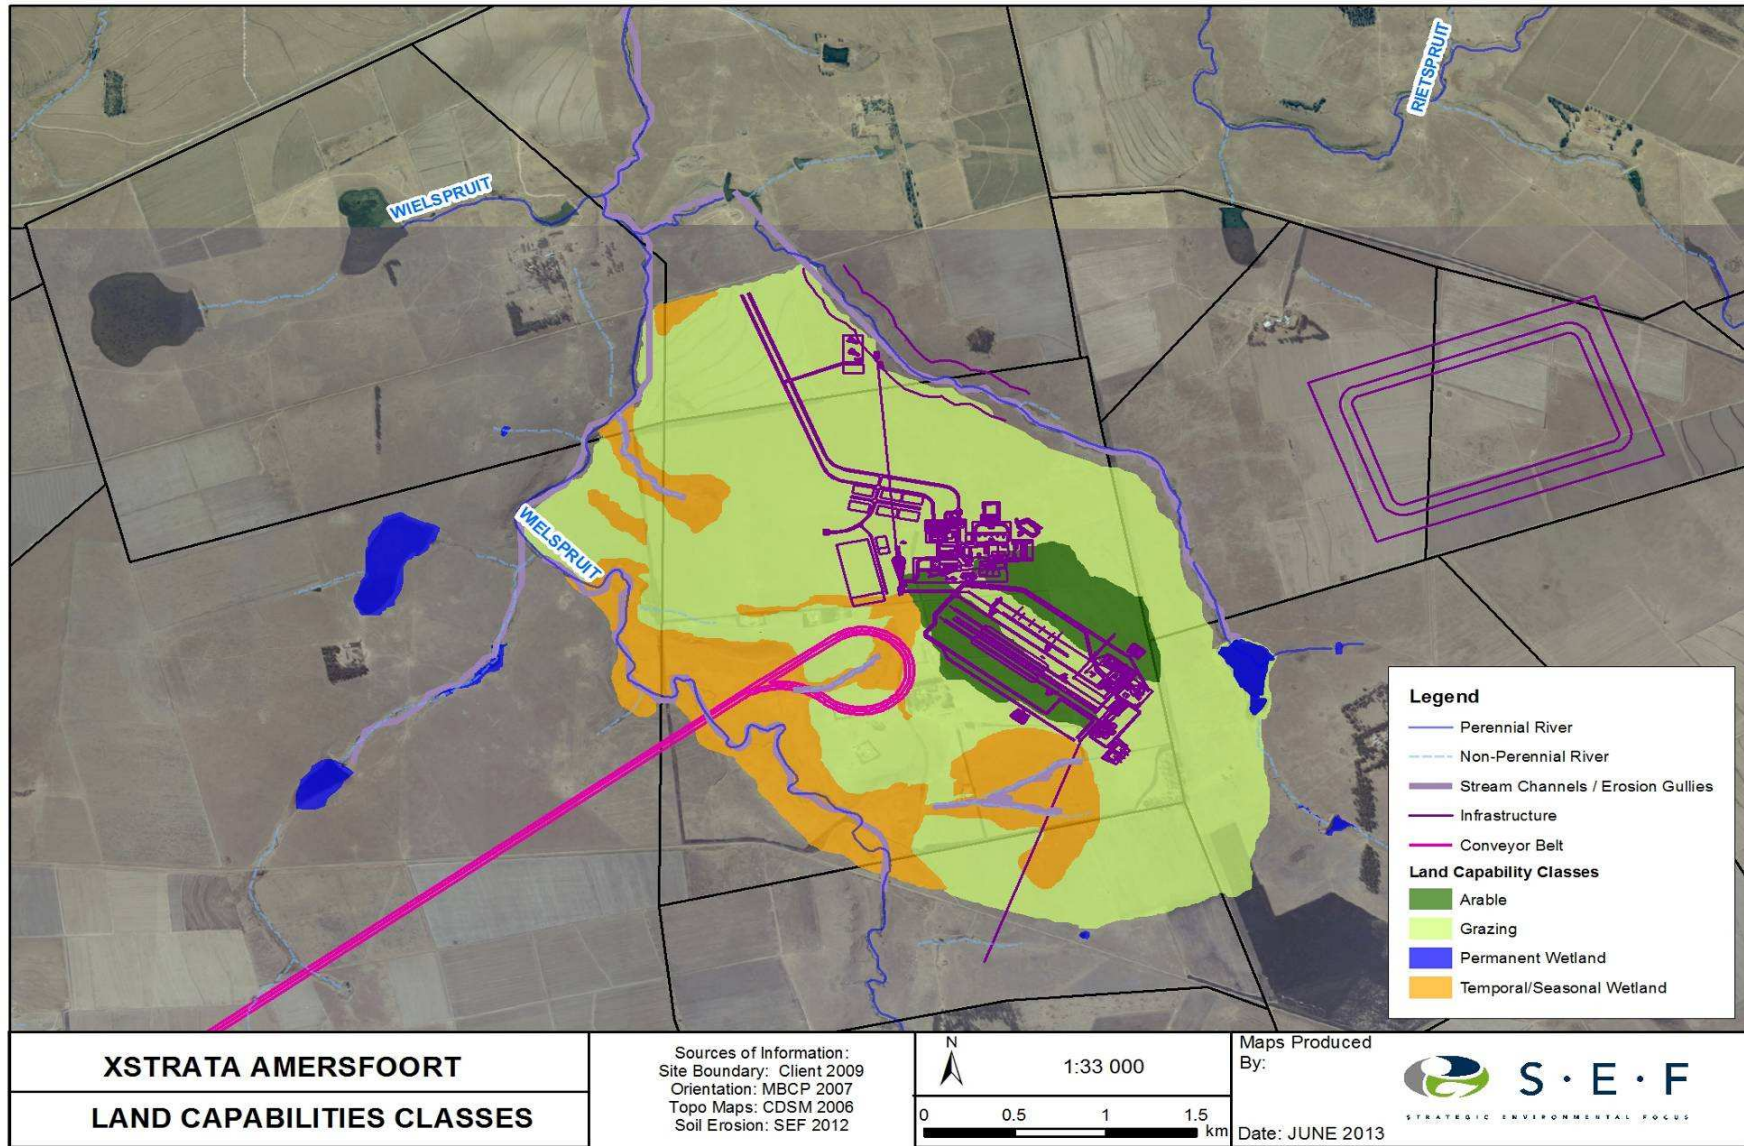 RIETSPRUIT
WIELSPRUIT
WIELSPRUIT
Legend
Perennial River
Non-Perennial River
Stream Channels / Erosion Gullies
Infrastructure
Conveyor Belt
Land Capability Classes
Arable
Grazing
Permanent Wetland
Temporal/Seasonal Wetland
XSTRATA AMERSFOORT
LAND CAPABILITIES CLASSES
Sources of Information:
Site Boundary: Client 2009
Orientation: MBCP 2007
Topo Maps: CDSM 2006
Soil Erosion: SEF 2012
N
1:33 000
0 0.5 1 1.5
km
Maps Produced
By:
S·E·F
STRATEGIC ENVIRONMENTAL FOCUS
Date: JUNE 2013